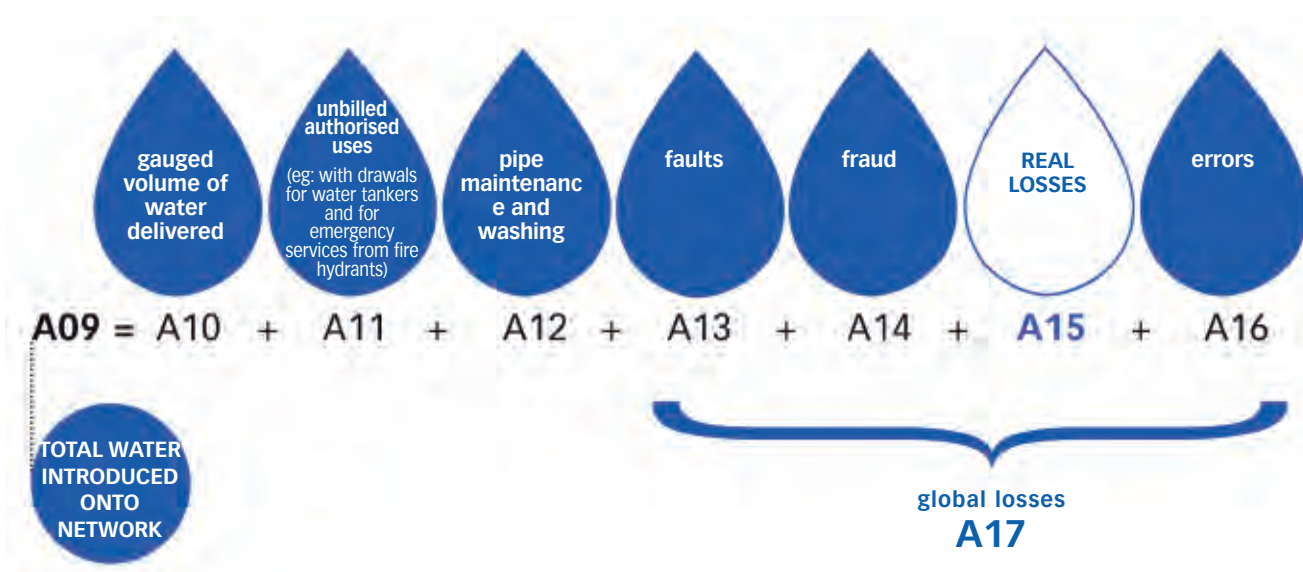 gauged
volume of
water
delivered
unbilled
authorised
uses
(eg: with drawals
for water tankers
and for
emergency
services from fire
hydrants)
pipe
maintenanc
e and
washing
faults
fraud
REAL
LOSSES
errors
A09 = A10 + A11 + A12 + A13 + A14 + A15 + A16
TOTAL WATER
INTRODUCED
ONTO
NETWORK
global losses
A17